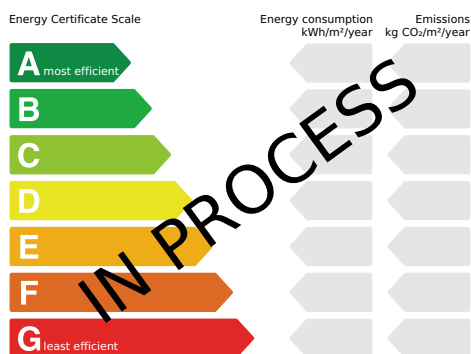 Energy Certificate Scale
Energy consumption
kWh/m²/year
Emissions
kg CO₂/m²/year
A most efficient
B
C
D
E
F
G least efficient
IN PROCESS